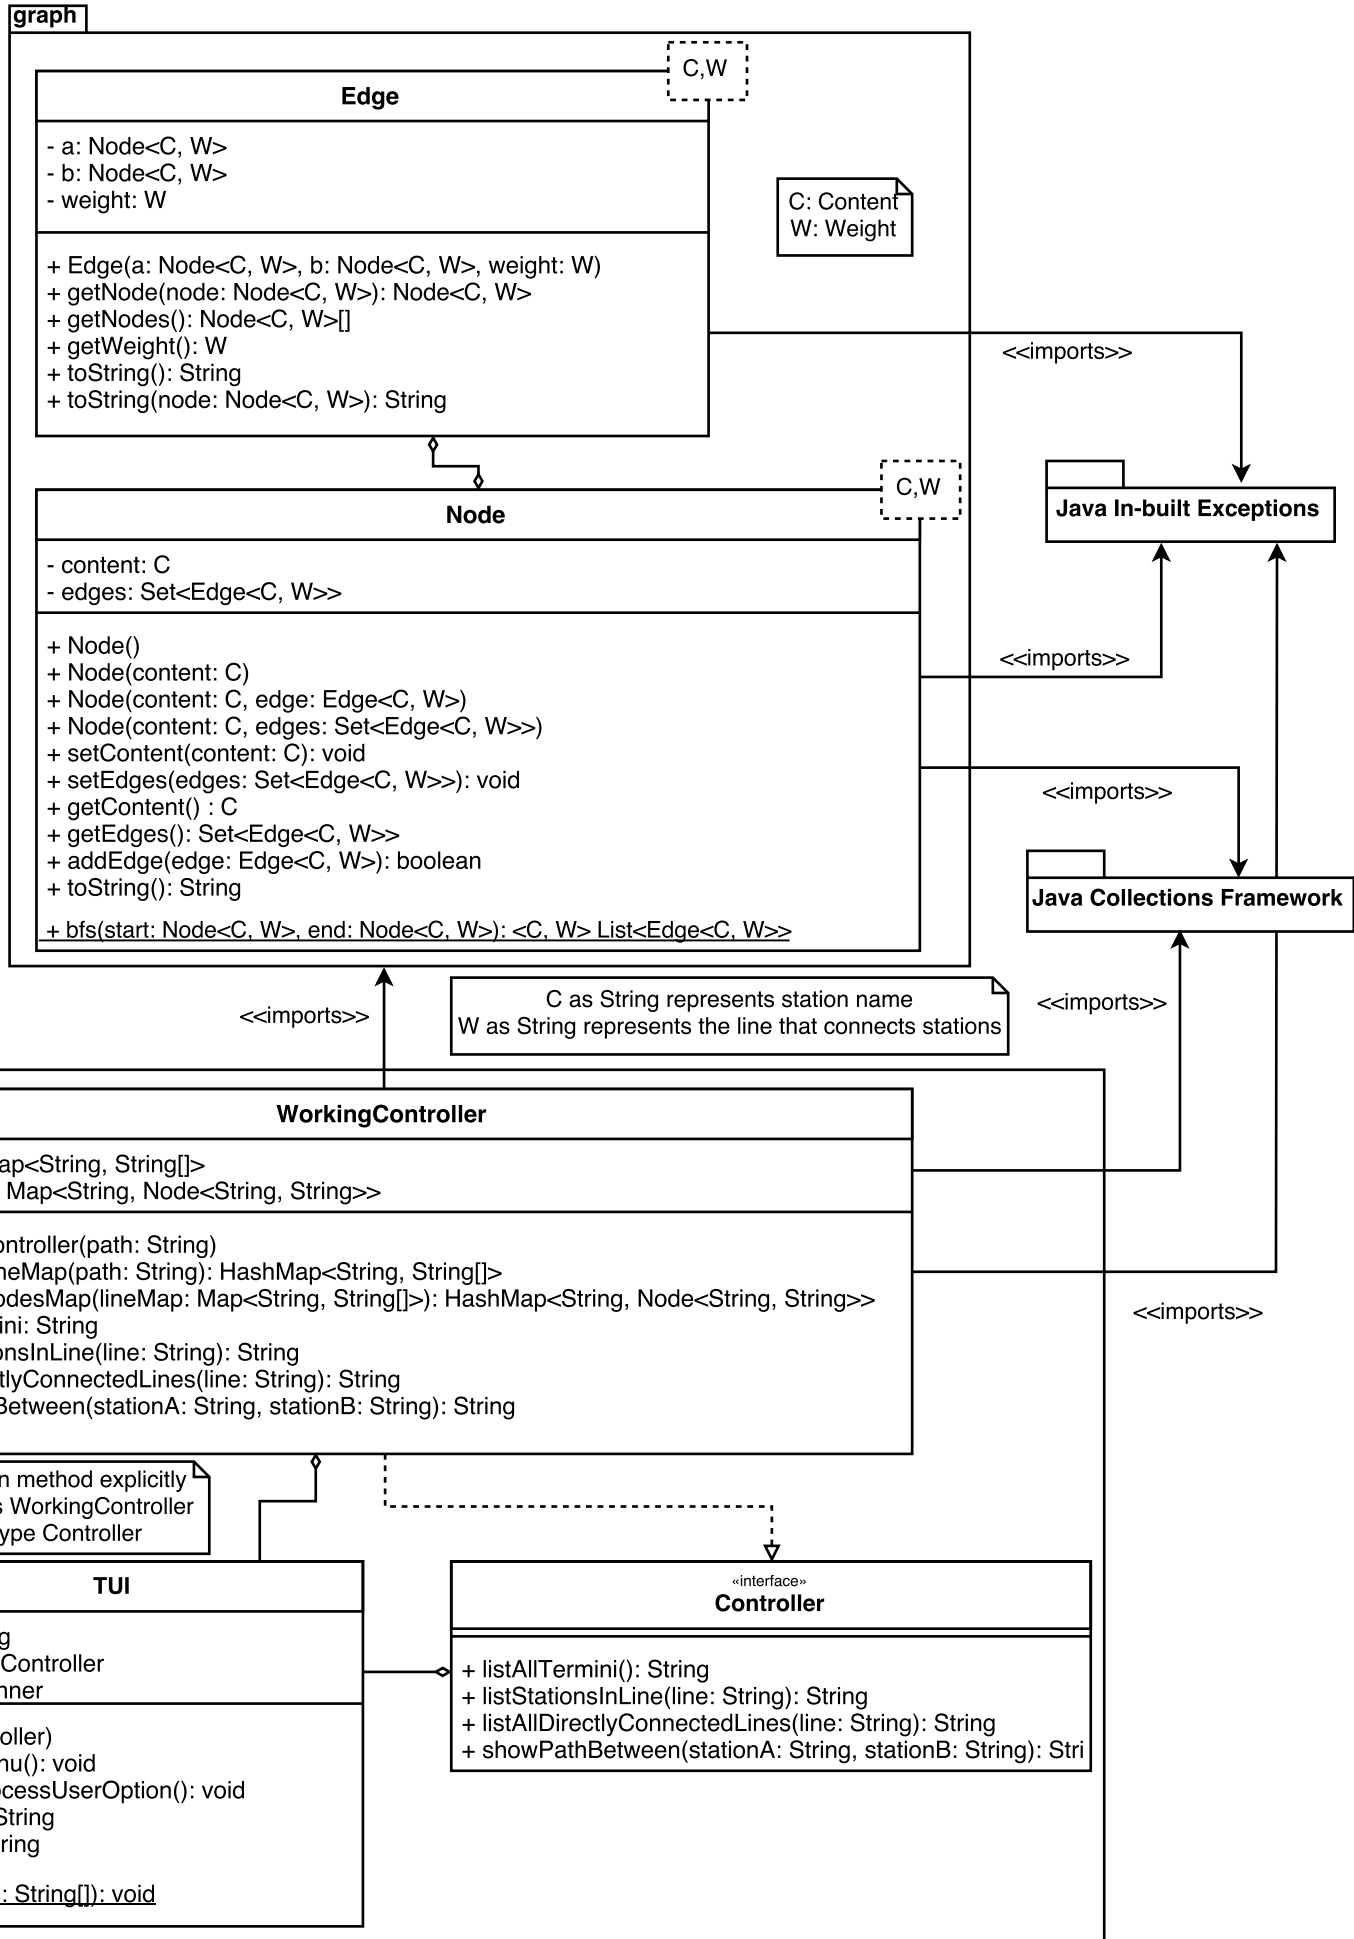 graph
C,W
Edge
- a: Node<C, W>
- b: Node<C, W>
- weight: W
C: Content
W: Weight
+ Edge(a: Node<C, W>, b: Node<C, W>, weight: W)
+ getNode(node: Node<C, W>): Node<C, W>
+ getNodes(): Node<C, W>[]
+ getWeight(): W
+ toString(): String
+ toString(node: Node<C, W>): String
<<imports>>
C,W
Node
- content: C
- edges: Set<Edge<C, W>>
Java In-built Exceptions
+ Node()
+ Node(content: C)
+ Node(content: C, edge: Edge<C, W>)
+ Node(content: C, edges: Set<Edge<C, W>>)
+ setContent(content: C): void
+ setEdges(edges: Set<Edge<C, W>>): void
+ getContent() : C
+ getEdges(): Set<Edge<C, W>>
+ addEdge(edge: Edge<C, W>): boolean
+ toString(): String
+ bfs(start: Node<C, W>, end: Node<C, W>): <C, W> List<Edge<C, W>>
<<imports>>
<<imports>>
Java Collections Framework
<<imports>>
C as String represents station name
W as String represents the line that connects stations
<<imports>>
WorkingController
ap<String, String[]>
Map<String, Node<String, String>>
ontroller(path: String)
neMap(path: String): HashMap<String, String[]>
odesMap(lineMap: Map<String, String[]>): HashMap<String, Node<String, String>>
ini: String
onsInLine(line: String): String
tlyConnectedLines(line: String): String
Between(stationA: String, stationB: String): String
<<imports>>
n method explicitly
s WorkingController
ype Controller
TUI
g
Controller
nner
oller)
nu(): void
ocessUserOption(): void
String
ring
: String[]): void
«interface»
Controller
+ listAllTermini(): String
+ listStationsInLine(line: String): String
+ listAllDirectlyConnectedLines(line: String): String
+ showPathBetween(stationA: String, stationB: String): Stri